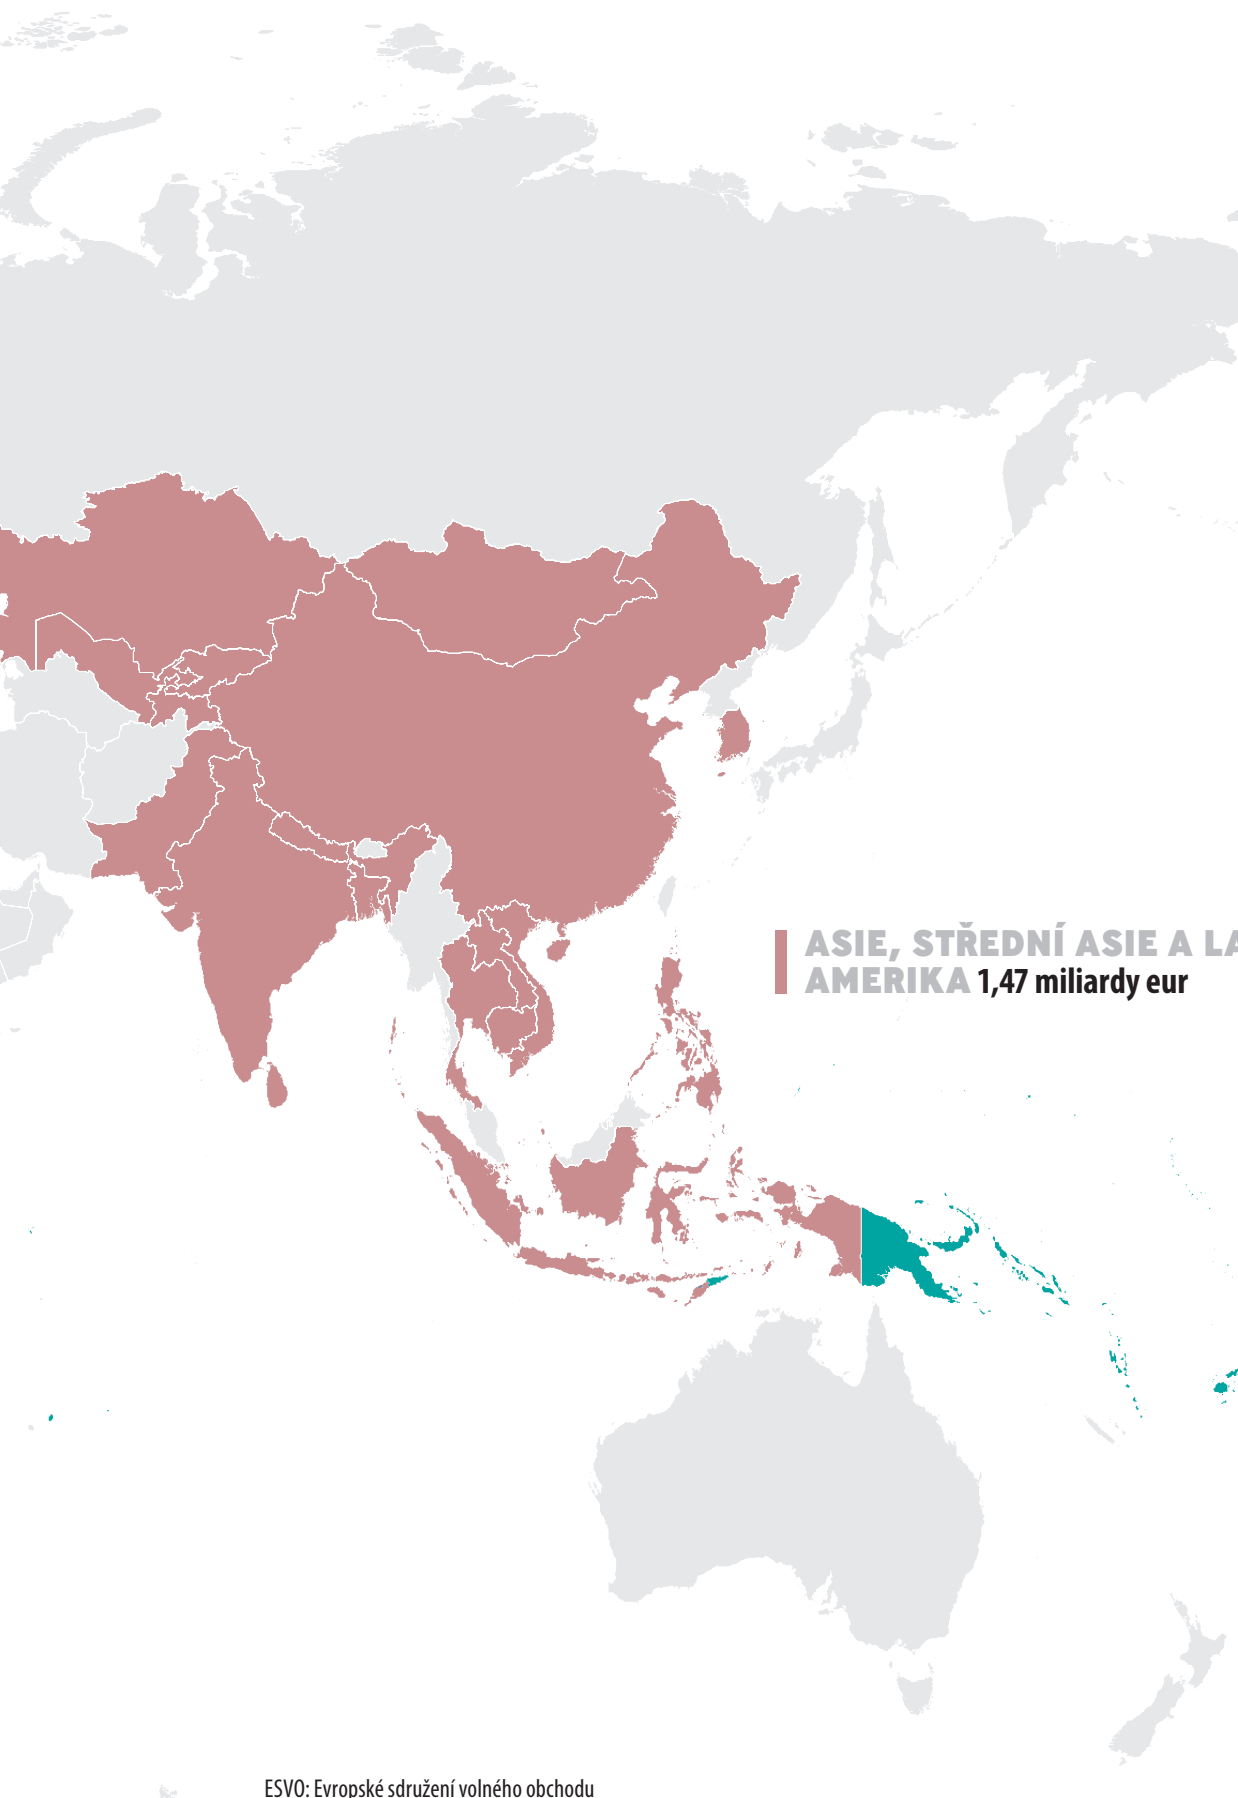 ASIE, STŘEDNÍ ASIE A LA
AMERIKA 1,47 miliardy eur
ESVO: Evropské sdružení volného obchodu